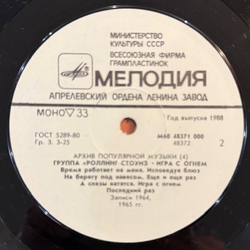 МИНИСТЕРСТВО
КУЛЬТУРЫ СССР
ВСЕСОЮЗНАЯ ФИРМА
ГРАМПЛАСТИНОК
МЕЛОДИЯ
АПРЕЛЕВСКИЙ ОРДЕНА ЛЕНИНА ЗАВОД
МОНО 33
Год выпуска 1988
ГОСТ 5289-80
Гр. 3. 3-25
М60 48371 000
48372
2
АРХИВ ПОПУЛЯРНОЙ МУЗЫКИ (4)
ГРУППА «РОЛЛИНГ СТОУНЗ» - ИГРА С ОГНЕМ
Время работает на меня. Исповедуя блюз
На берегу под навесом. Еще и еще раз
А слезы катятся. Игра с огнем
Последний раз
Записи 1964,
1965 гг.